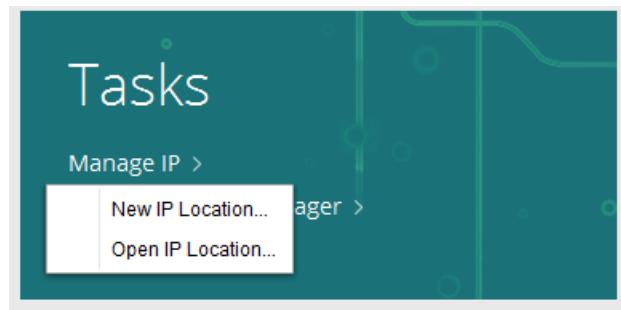 Tasks
Manage IP >
New IP Location...
ager >
Open IP Location...